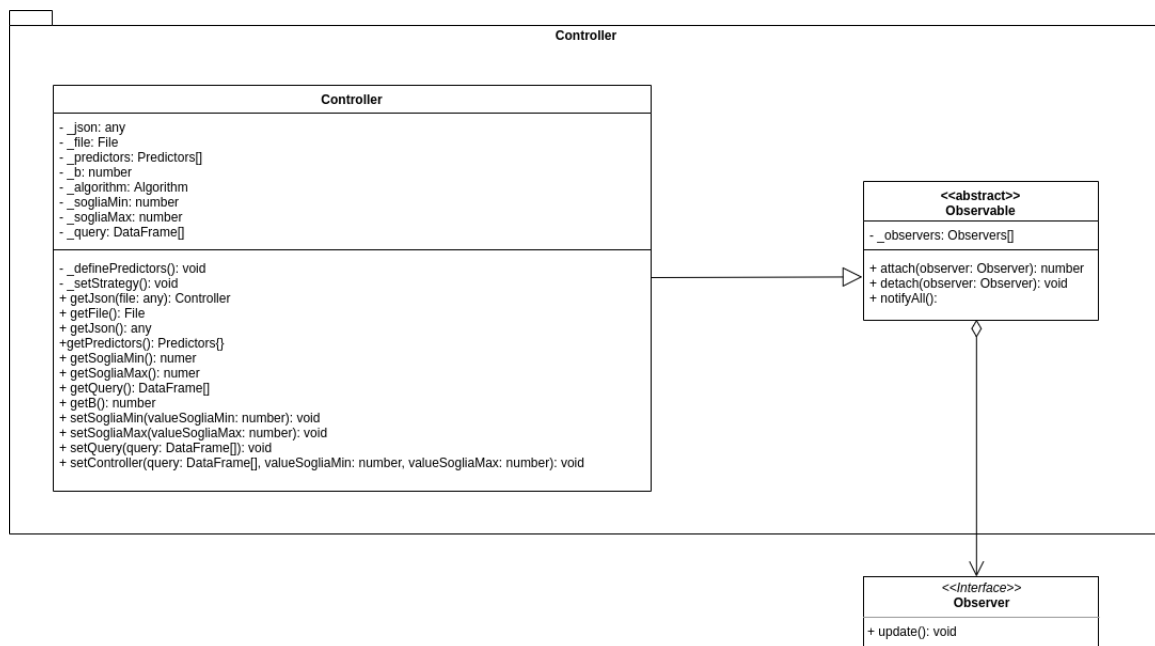 Controller
Controller
- _json: any
- _file: File
- _predictors: Predictors[]
- _b: number
- _algorithm: Algorithm
- _sogliaMin: number
- _sogliaMax: number
- _query: DataFrame[]
- _definePredictors(): void
- _setStrategy(): void
+ getJson(file: any): Controller
+ getFile(): File
+ getJson(): any
+getPredictors(): Predictors{}
+ getSogliaMin(): numer
+ getSogliaMax(): numer
+ getQuery(): DataFrame[]
+ getB(): number
+ setSogliaMin(valueSogliaMin: number): void
+ setSogliaMax(valueSogliaMax: number): void
+ setQuery(query: DataFrame[]): void
+ setController(query: DataFrame[], valueSogliaMin: number, valueSogliaMax: number): void
<<abstract>>
Observable
- _observers: Observers[]
+ attach(observer: Observer): number
+ detach(observer: Observer): void
+ notifyAll():
<<Interface>>
Observer
+ update(): void